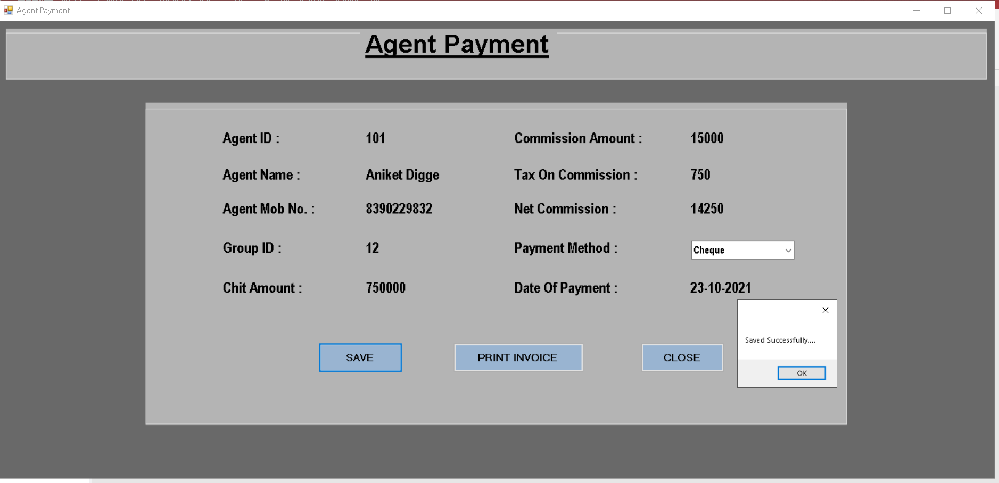 Agent Payment
Agent Payment
Agent ID : 101 Commission Amount : 15000
Agent Name : Aniket Digge Tax On Commission : 750
Agent Mob No. : 8390229832 Net Commission : 14250
Group ID : 12 Payment Method : Cheque
Chit Amount : 750000 Date Of Payment : 23-10-2021
Saved Successfully....
SAVE PRINT INVOICE CLOSE
OK